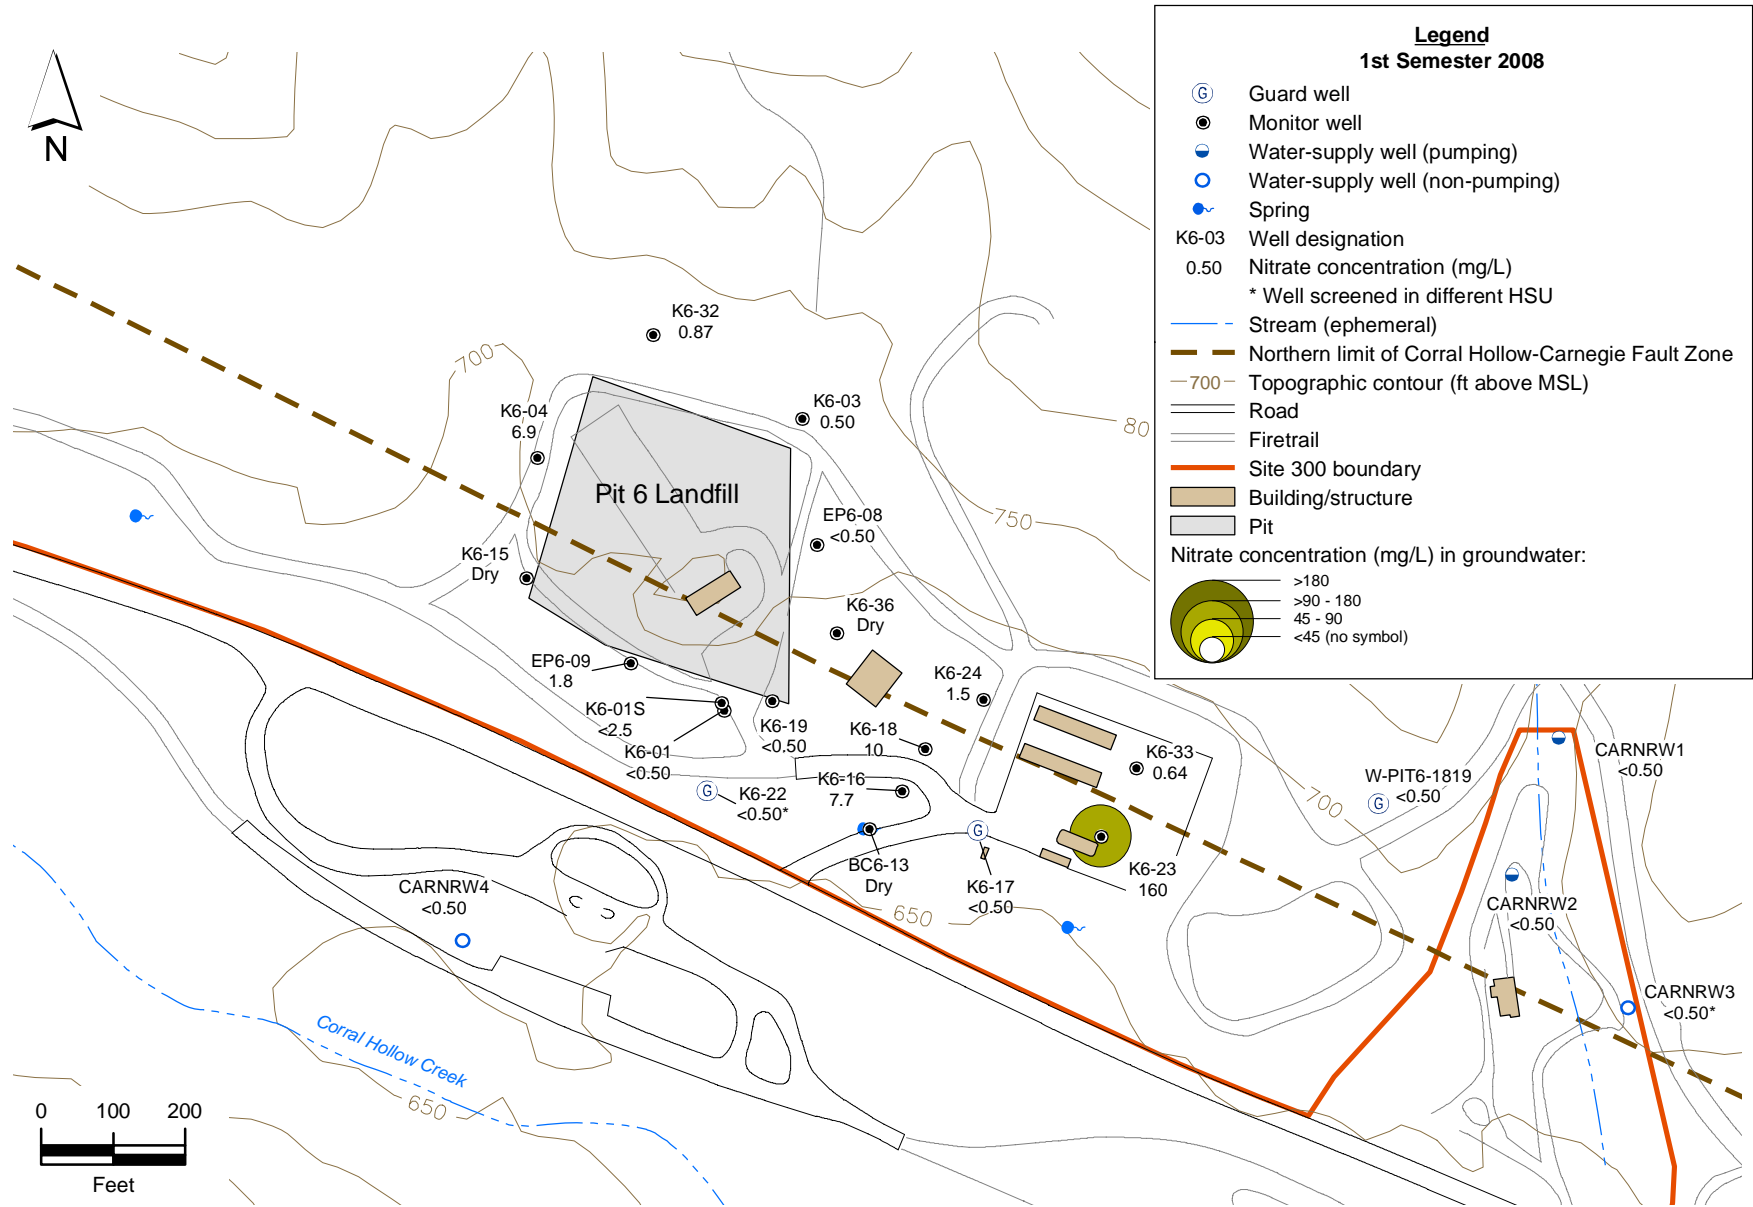 Legend
1st Semester 2008
G Guard well
Monitor well
Water-supply well (pumping)
Water-supply well (non-pumping)
Spring
K6-03 Well designation
0.50 Nitrate concentration (mg/L)
* Well screened in different HSU
Stream (ephemeral)
Northern limit of Corral Hollow-Carnegie Fault Zone
700 Topographic contour (ft above MSL)
Road
Firetrail
Site 300 boundary
Building/structure
Pit
Nitrate concentration (mg/L) in groundwater:
>180
>90 - 180
45 - 90
<45 (no symbol)
N
K6-32
0.87
700
K6-03
0.50
K6-04
6.9
80
Pit 6 Landfill
750
EP6-08
<0.50
K6-15
Dry
K6-36
Dry
EP6-09
1.8
K6-24
1.5
K6-01S
<2.5
K6-19
<0.50
K6-18
10
K6-01
<0.50
K6-33
0.64
CARNRW1
<0.50
W-PIT6-1819
<0.50
G
K6-16
7.7
G
K6-22
<0.50*
700
G
BC6-13
Dry
K6-23
160
K6-17
<0.50
CARNRW4
<0.50
650
CARNRW2
<0.50
CARNRW3
<0.50*
Corral Hollow Creek
650
0 100 200
Feet